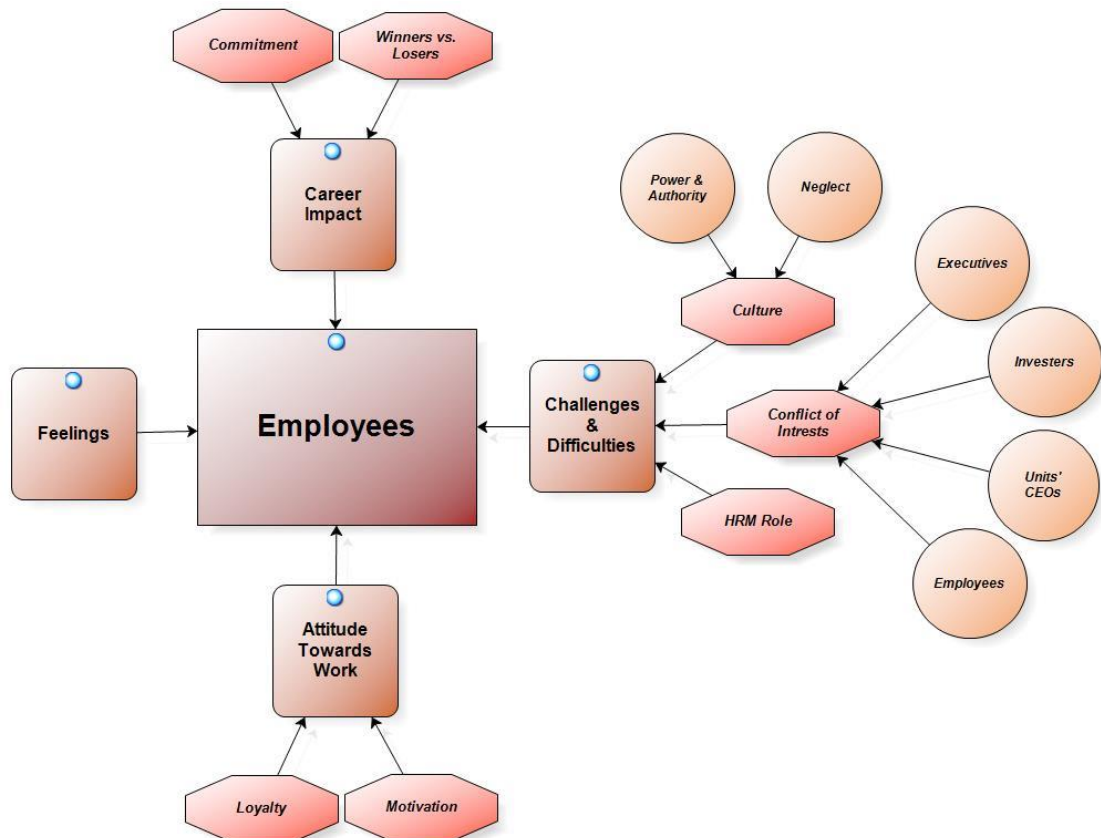 Commitment
Winners vs.
Losers
Career
Impact
Power &
Authority
Neglect
Executives
Culture
Investers
Feelings
Employees
Challenges
&
Difficulties
Conflict of
Intrests
Units'
CEOs
HRM Role
Employees
Attitude
Towards
Work
Loyalty
Motivation